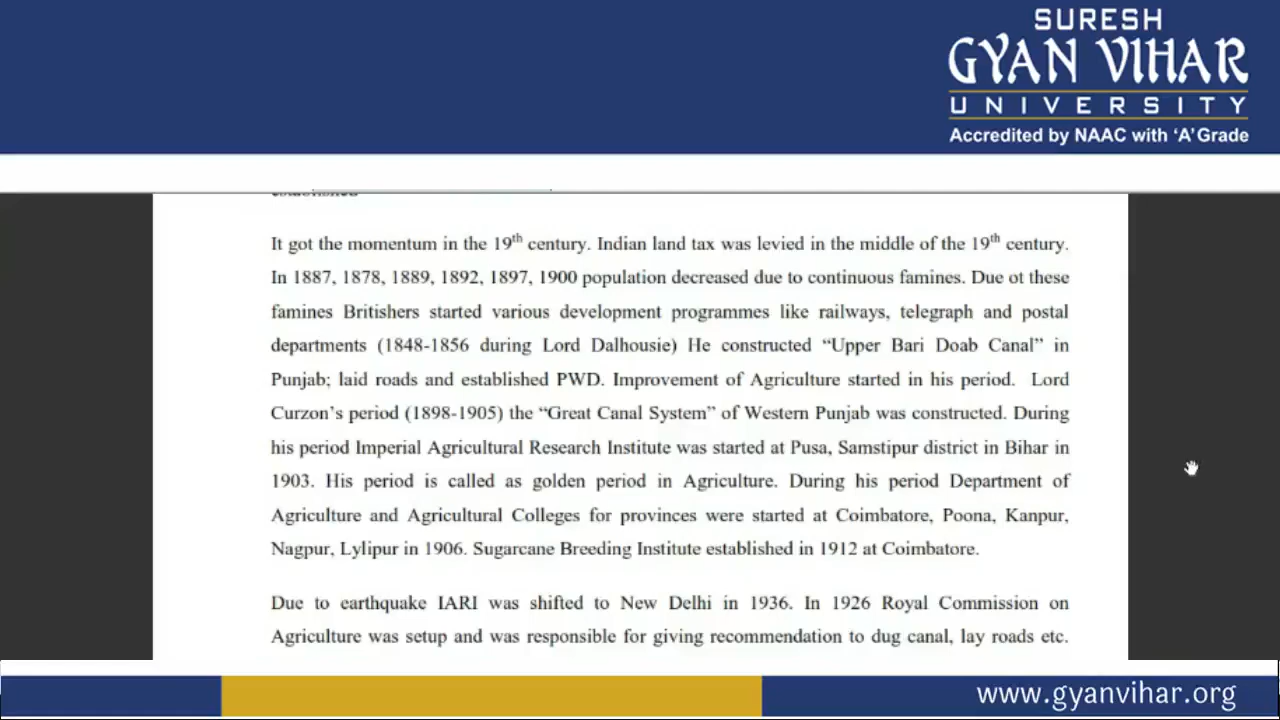 SURESH
GYAN VIHAR
UNIVERSITY
Accredited by NAAC with ‘A’ Grade
established
It got the momentum in the 19th century. Indian land tax was levied in the middle of the 19th century.
In 1887, 1878, 1889, 1892, 1897, 1900 population decreased due to continuous famines. Due ot these
famines Britishers started various development programmes like railways, telegraph and postal
departments (1848-1856 during Lord Dalhousie) He constructed “Upper Bari Doab Canal” in
Punjab; laid roads and established PWD. Improvement of Agriculture started in his period. Lord
Curzon’s period (1898-1905) the “Great Canal System” of Western Punjab was constructed. During
his period Imperial Agricultural Research Institute was started at Pusa, Samstipur district in Bihar in
1903. His period is called as golden period in Agriculture. During his period Department of
Agriculture and Agricultural Colleges for provinces were started at Coimbatore, Poona, Kanpur,
Nagpur, Lylipur in 1906. Sugarcane Breeding Institute established in 1912 at Coimbatore.
Due to earthquake IARI was shifted to New Delhi in 1936. In 1926 Royal Commission on
Agriculture was setup and was responsible for giving recommendation to dug canal, lay roads etc.
www.gyanvihar.org